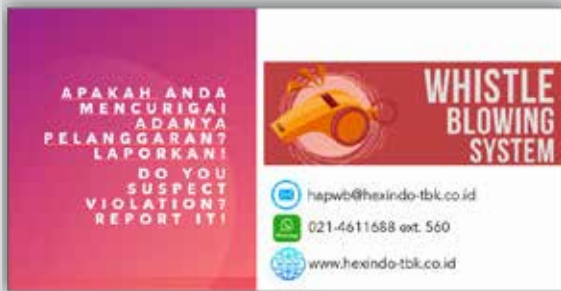 APAKAH ANDA
MENCURIGAI
ADANYA
PELANGGARAN?
LAPORKAN!
DO YOU
SUSPECT
VIOLATION?
REPORT IT!
WHISTLE
BLOWING
SYSTEM
hapwb@hexindo-tbk.co.id
021-4611688 ext. 560
www.hexindo-tbk.co.id